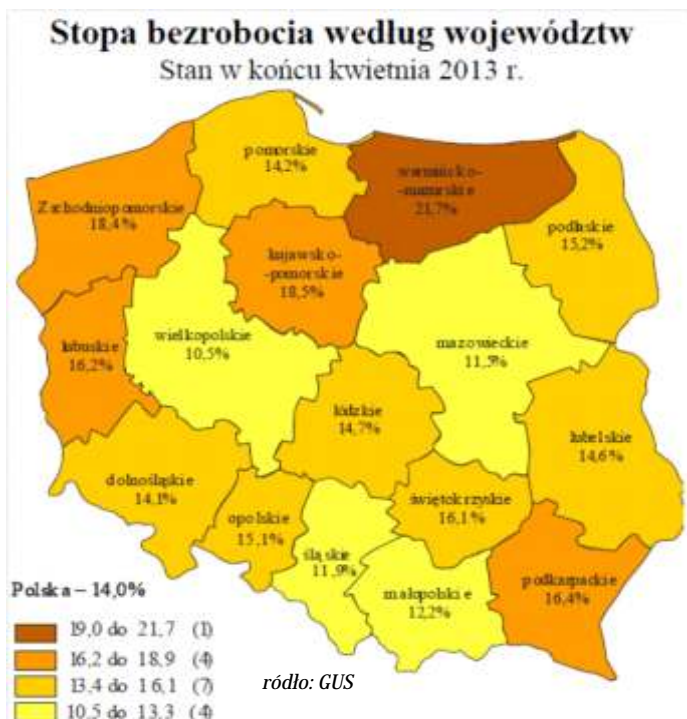 Stopa bezrobocia według województw
Stan w końcu kwietnia 2013 r.
pomorskie
14,2%
warmińsko-
-mazurskie
21,7%
Zachodniopomorskie
18,4%
podlaskie
15,2%
kujawsko-
-pomorskie
18,5%
wielkopolskie
10,5%
mazowieckie
11,5%
lubuskie
16,2%
łódzkie
14,7%
lubelskie
14,6%
dolnośląskie
14,1%
opolskie
15,1%
świętokrzyskie
16,1%
śląskie
11,9%
małopolskie
12,2%
podkarpackie
16,4%
Polska – 14,0%
19,0 do 21,7 (1)
16,2 do 18,9 (4)
13,4 do 16,1 (7)
10,5 do 13,3 (4)
ródło: GUS